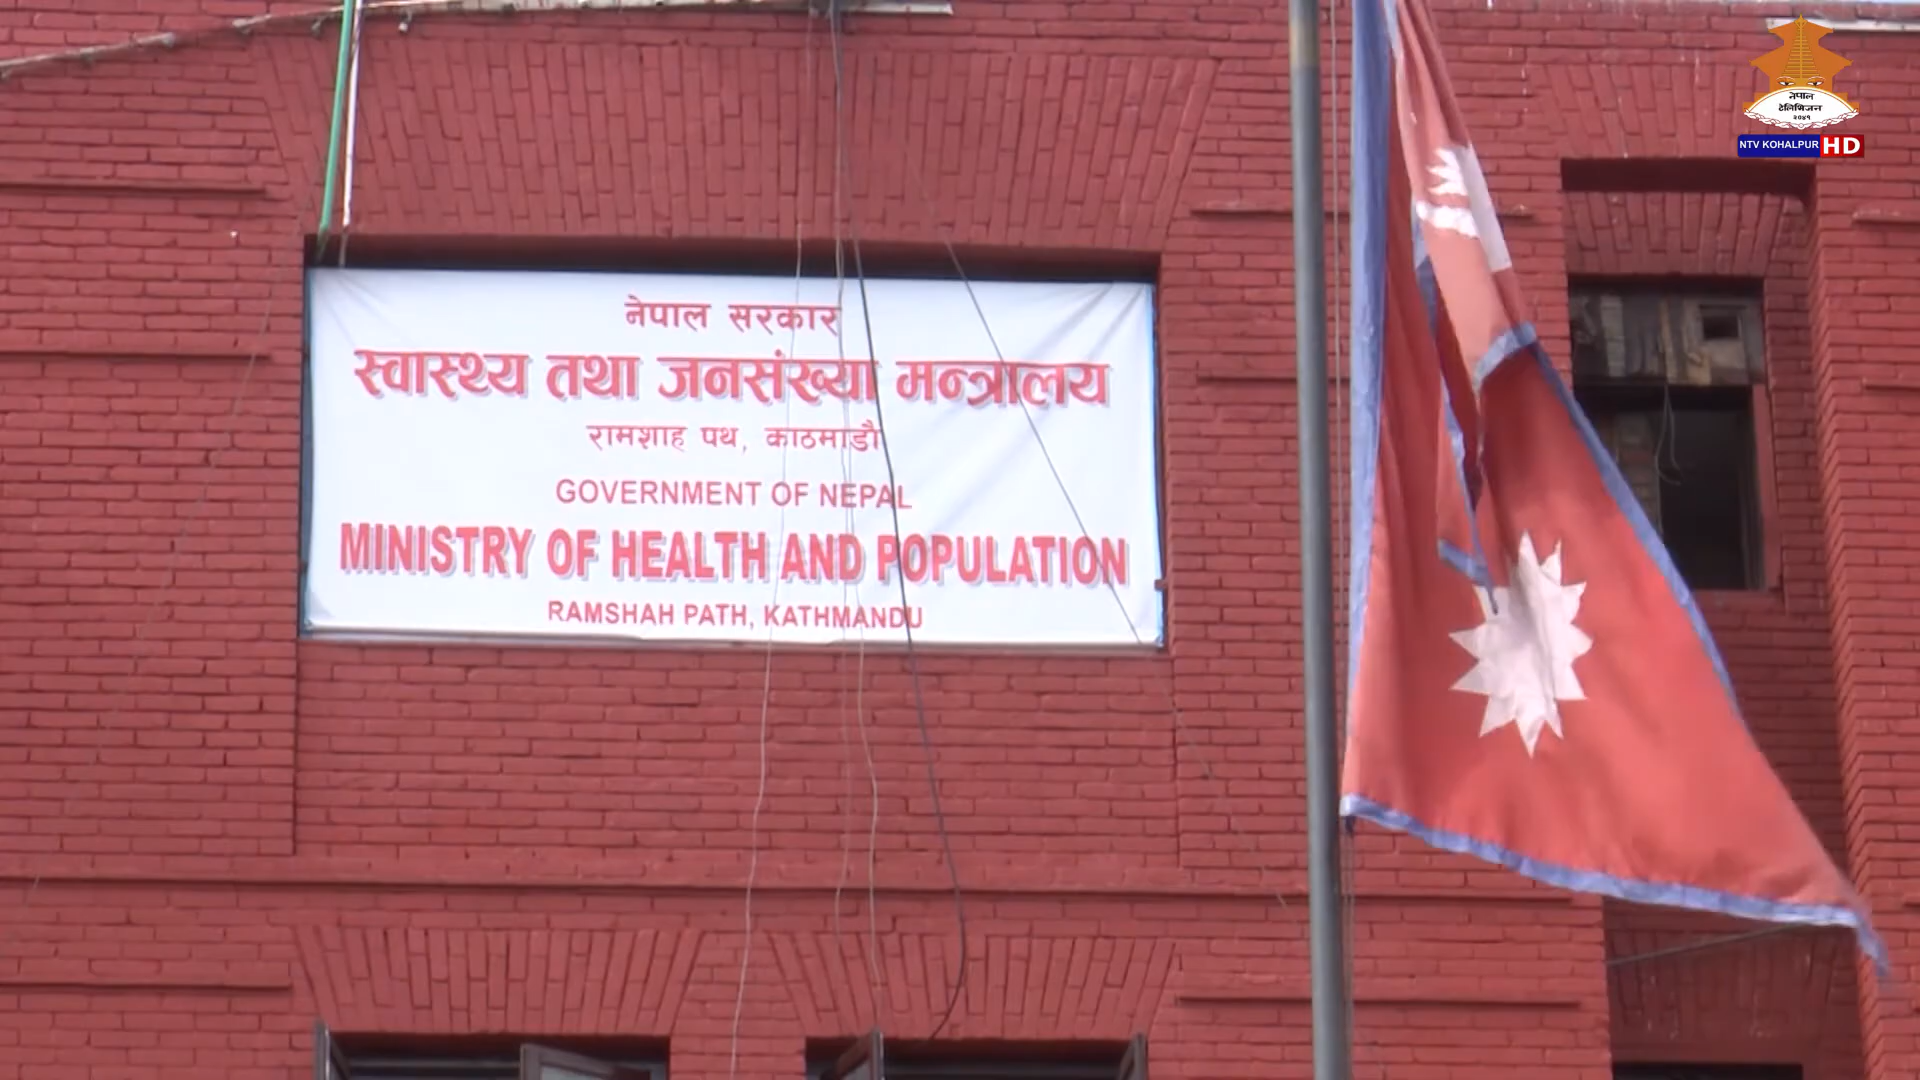 नेपाल सरकार
स्वास्थ्य तथा जनसंख्या मन्त्रालय
रामशाह पथ, काठमाडौं
GOVERNMENT OF NEPAL
MINISTRY OF HEALTH AND POPULATION
RAMSHAH PATH, KATHMANDU
नेपाल
टेलिभिजन
२०४१
NTV KOHALPUR HD